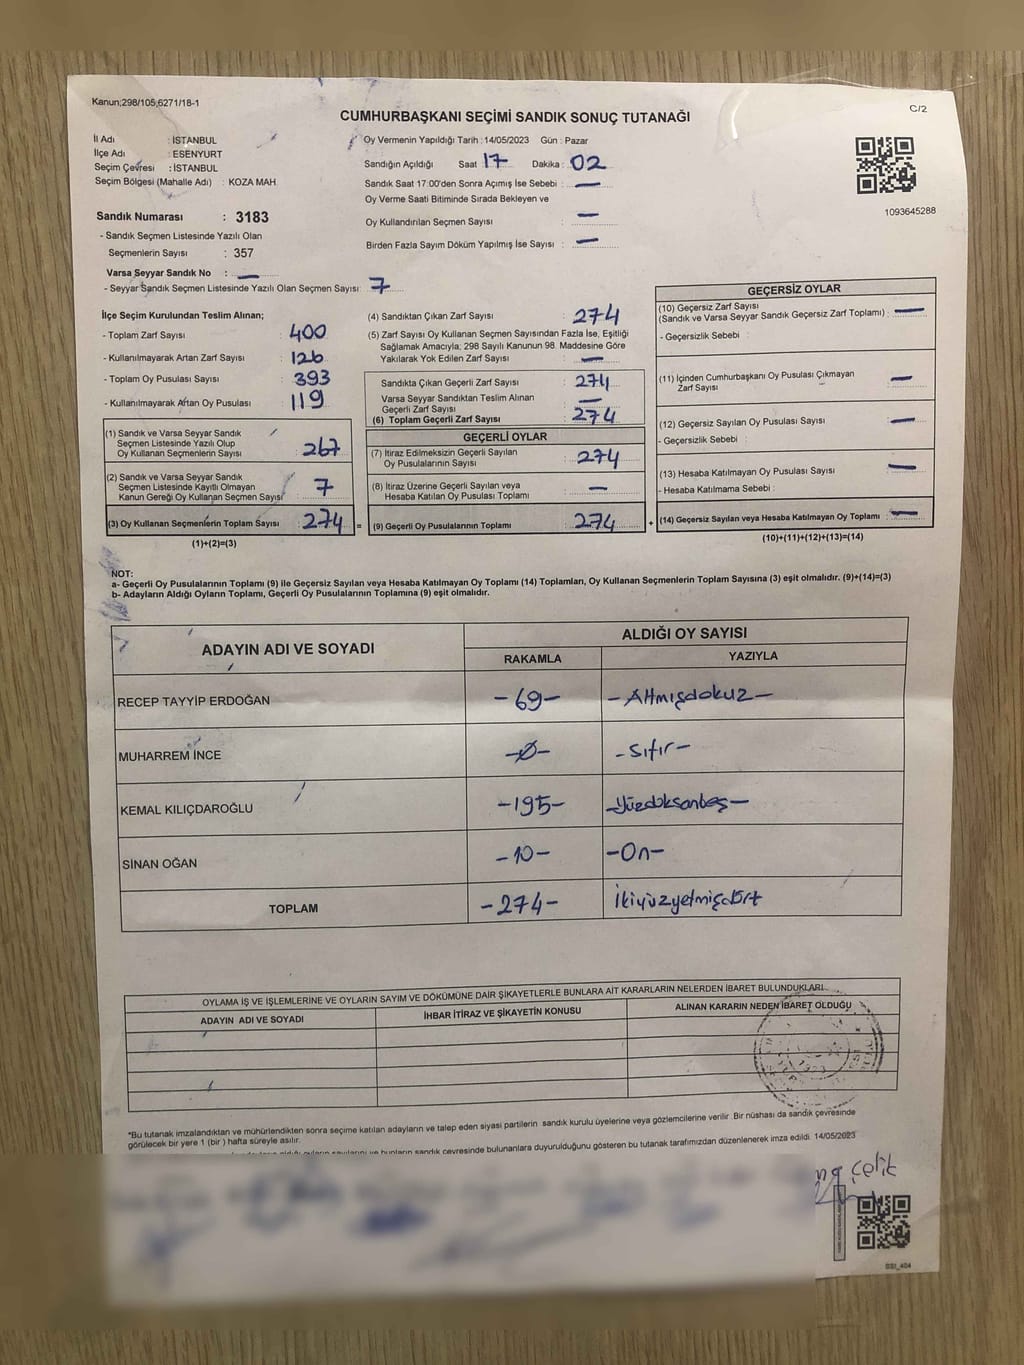 Kanun;298/105;6271/18-1
C/2
CUMHURBAŞKANI SEÇİMİ SANDIK SONUÇ TUTANAĞI
İl Adı : İSTANBUL
İlçe Adı : ESENYURT
Seçim Çevresi : İSTANBUL
Seçim Bölgesi (Mahalle Adı) : KOZA MAH.
Sandık Numarası : 3183
- Sandık Seçmen Listesinde Yazılı Olan
Seçmenlerin Sayısı : 357
Varsa Seyyar Sandık No : —
- Seyyar Sandık Seçmen Listesinde Yazılı Olan Seçmen Sayısı: 7
Oy Vermenin Yapıldığı Tarih : 14/05/2023 Gün : Pazar
Sandığın Açıldığı Saat 17 Dakika : 02
Sandık Saat 17:00'den Sonra Açımış İse Sebebi : —
Oy Verme Saati Bitiminde Sırada Bekleyen ve
Oy Kullandırılan Seçmen Sayısı —
Birden Fazla Sayım Döküm Yapılmış İse Sayısı : —
1093645288
İlçe Seçim Kurulundan Teslim Alınan;
- Toplam Zarf Sayısı : 400
- Kullanılmayarak Artan Zarf Sayısı : 126
- Toplam Oy Pusulası Sayısı : 393
- Kullanılmayarak Artan Oy Pusulası : 119
(1) Sandık ve Varsa Seyyar Sandık
Seçmen Listesinde Yazılı Olup
Oy Kullanan Seçmenlerin Sayısı : 267
(2) Sandık ve Varsa Seyyar Sandık
Seçmen Listesinde Kayıtlı Olmayan
Kanun Gereği Oy Kullanan Seçmen Sayısı 7
(3) Oy Kullanan Seçmenlerin Toplam Sayısı : 274 =
(1)+(2)=(3)
(4) Sandıktan Çıkan Zarf Sayısı : 274
(5) Zarf Sayısı Oy Kullanan Seçmen Sayısından Fazla İse, Eşitliği
Sağlamak Amacıyla; 298 Sayılı Kanunun 98. Maddesine Göre
Yakılarak Yok Edilen Zarf Sayısı : —
Sandıkta Çıkan Geçerli Zarf Sayısı : 274
Varsa Seyyar Sandıktan Teslim Alınan
Geçerli Zarf Sayısı : —
(6) Toplam Geçerli Zarf Sayısı : 274
GEÇERLİ OYLAR
(7) İtiraz Edilmeksizin Geçerli Sayılan
Oy Pusulalarının Sayısı : 274
(8) İtiraz Üzerine Geçerli Sayılan veya
Hesaba Katılan Oy Pusulası Toplamı : —
(9) Geçerli Oy Pusulalarının Toplamı : 274 +
GEÇERSİZ OYLAR
(10) Geçersiz Zarf Sayısı
(Sandık ve Varsa Seyyar Sandık Geçersiz Zarf Toplamı) : —
- Geçersizlik Sebebi :
(11) İçinden Cumhurbaşkanı Oy Pusulası Çıkmayan
Zarf Sayısı : —
(12) Geçersiz Sayılan Oy Pusulası Sayısı : —
- Geçersizlik Sebebi :
(13) Hesaba Katılmayan Oy Pusulası Sayısı : —
- Hesaba Katılmama Sebebi :
(14) Geçersiz Sayılan veya Hesaba Katılmayan Oy Toplamı : —
(10)+(11)+(12)+(13)=(14)
NOT:
a- Geçerli Oy Pusulalarının Toplamı (9) ile Geçersiz Sayılan veya Hesaba Katılmayan Oy Toplamı (14) Toplamları, Oy Kullanan Seçmenlerin Toplam Sayısına (3) eşit olmalıdır. (9)+(14)=(3)
b- Adayların Aldığı Oyların Toplamı, Geçerli Oy Pusulalarının Toplamına (9) eşit olmalıdır.
ADAYIN ADI VE SOYADI
ALDIĞI OY SAYISI
RAKAMLA YAZIYLA
RECEP TAYYİP ERDOĞAN -69- -Altmışdokuz-
MUHARREM İNCE -0- -Sıfır-
KEMAL KILIÇDAROĞLU -195- -Yüzdoksanbeş-
SİNAN OĞAN -10- -On-
TOPLAM -274- İkiyüzyetmişdört
OYLAMA İŞ VE İŞLEMLERİNE VE OYLARIN SAYIM VE DÖKÜMÜNE DAİR ŞİKAYETLERLE BUNLARA AİT KARARLARIN NELERDEN İBARET BULUNDUKLARI
ADAYIN ADI VE SOYADI İHBAR İTİRAZ VE ŞİKAYETİN KONUSU ALINAN KARARIN NEDEN İBARET OLDUĞU
*Bu tutanak imzalandıktan ve mühürlendikten sonra seçime katılan adayların ve talep eden siyasi partilerin sandık kurulu üyelerine veya gözlemcilerine verilir. Bir nüshası da sandık çevresinde
görülecek bir yere 1 (bir) hafta süreyle asılır.
sandık çevresinde bulunanlara duyurulduğunu gösteren bu tutanak tarafımızdan düzenlenerek imza edildi. 14/05/2023
Çelik
SSI_404